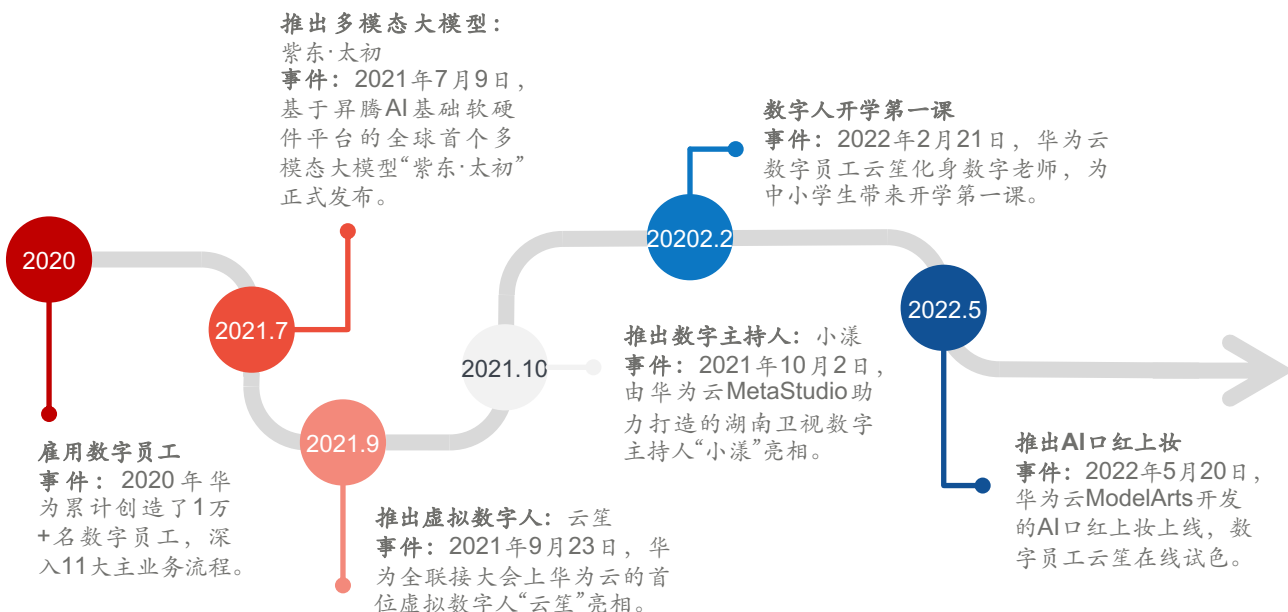 推出多模态大模型：
紫东·太初
事件：2021年7月9日，
基于昇腾AI基础软硬
件平台的全球首个多
模态大模型“紫东·太初”
正式发布。
数字人开学第一课
事件：2022年2月21日，华为云
数字员工云笙化身数字老师，为
中小学生带来开学第一课。
2020
20202.2
2021.7
2022.5
2021.10
2021.9
推出数字主持人：小漾
事件：2021年10月2日，
由华为云MetaStudio助
力打造的湖南卫视数字
主持人“小漾”亮相。
雇用数字员工
事件：2020年华
为累计创造了1万
+名数字员工，深
入11大主业务流程。
推出虚拟数字人：云笙
事件：2021年9月23日，华
为全联接大会上华为云的首
位虚拟数字人“云笙”亮相。
推出AI口红上妆
事件：2022年5月20日，
华为云ModelArts开发
的AI口红上妆上线，数
字员工云笙在线试色。